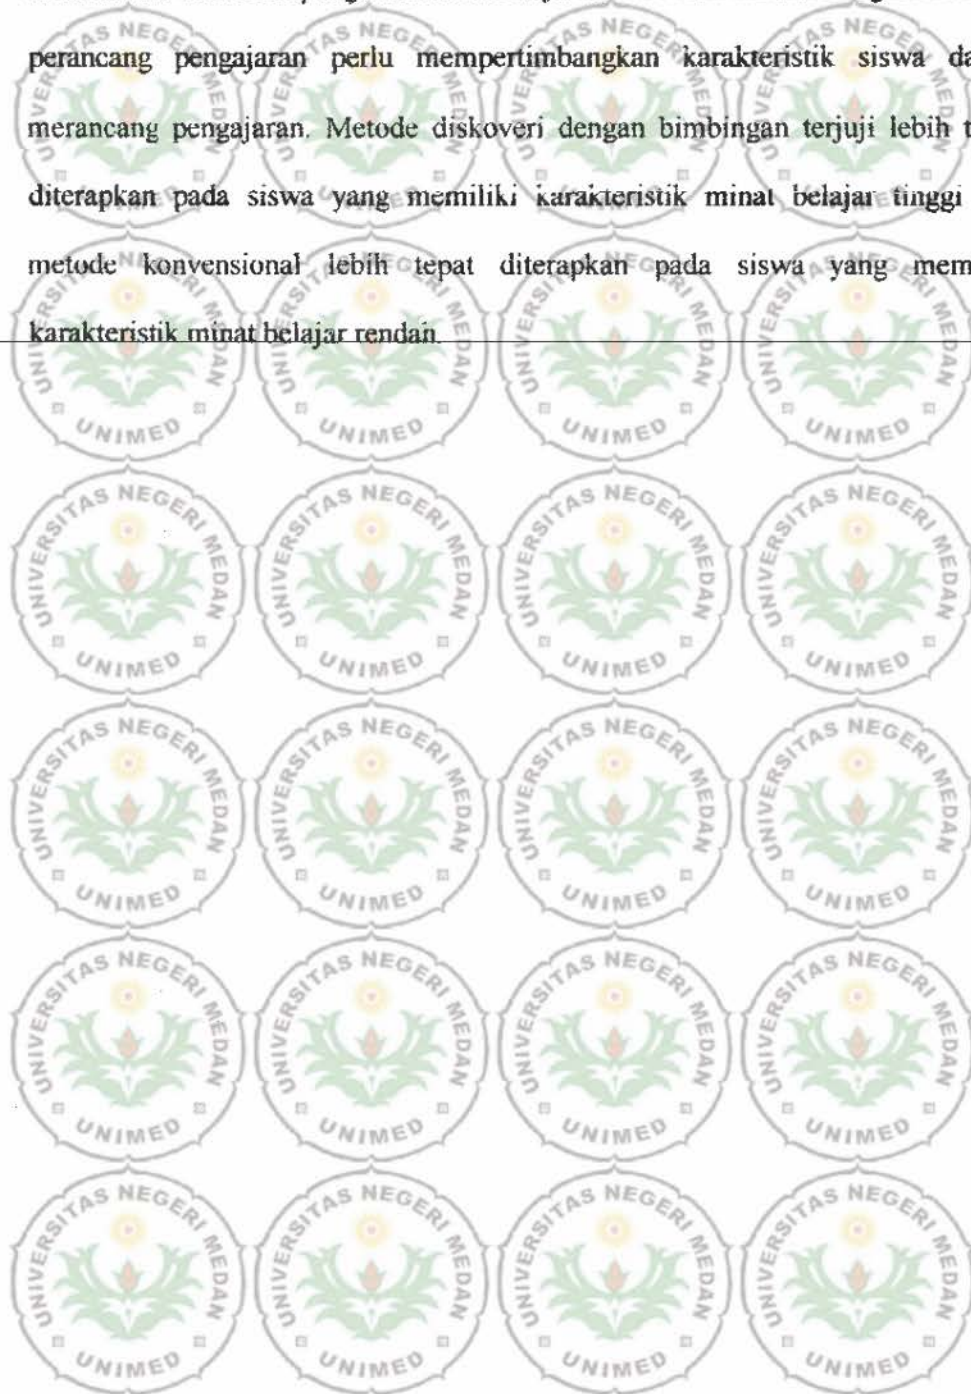 perancang pengajaran perlu mempertimbangkan karakteristik siswa da
merancang pengajaran. Metode diskoveri dengan bimbingan terjuji lebih t
diterapkan pada siswa yang memiliki karakteristik minat belajar tinggi
metode konvensional lebih tepat diterapkan pada siswa yang mem
karakteristik minat belajar rendah.
UNIVERSITAS NEGERI MEDAN
UNIMED